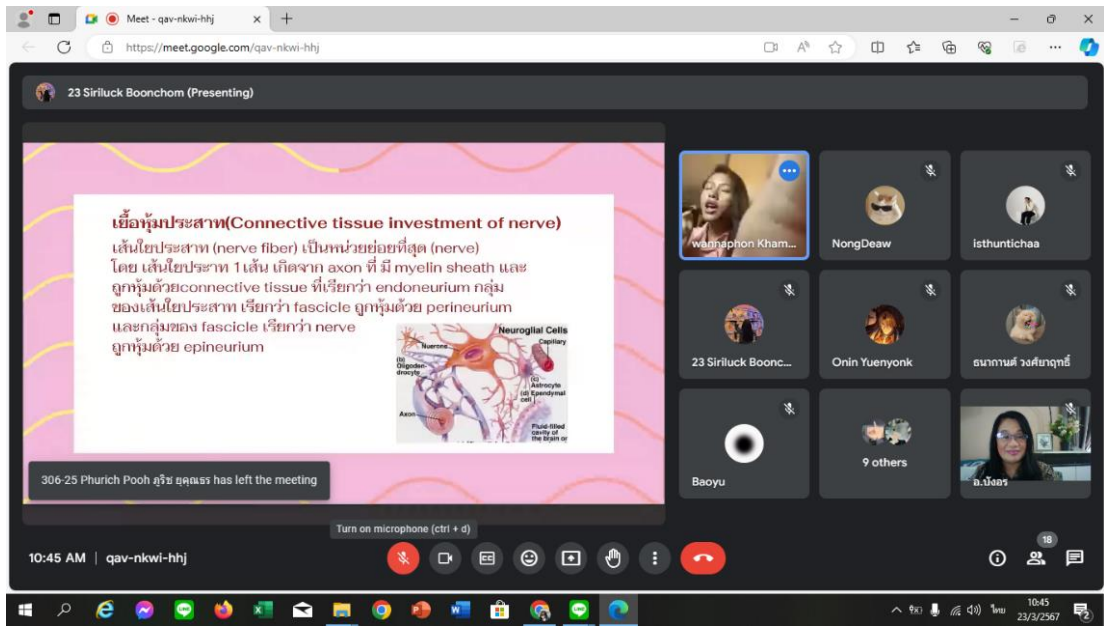 Meet - qav-nkwi-hhj
https://meet.google.com/qav-nkwi-hhj
23 Siriluck Boonchom (Presenting)
เยื้อหุ้มประสาท(Connective tissue investment of nerve)
เส้นใยประสาท (nerve fiber) เป็นหน่วยย่อยที่สุด (nerve)
โดย เส้นใยประาท 1 เส้น เกิดจาก axon ที่ มี myelin sheath และ
ถูกหุ้มด้วยconnective tissue ที่เรียกว่า endoneurium กลุ่ม
ของเส้นใยประสาท เรียกว่า fascicle ถูกหุ้มด้วย perineurium
และกลุ่มของ fascicle เรียกว่า nerve
ถูกหุ้มด้วย epineurium
Neuroglial Cells
Nuerons
Capillary
(b)
Oligoden-
drocyte
(c)
Astrocyte
(d) Ependymal
cell
Axon
Fluid-filled
cavity of
the brain or
306-25 Phurich Pooh ภูริช ยุคุณธร has left the meeting
wannaphon Kham...
NongDeaw
isthuntichaa
23 Siriluck Boonc...
Onin Yuenyonk
ธนากานต์ วงศ์ยาฤทธิ์
Baoyu
9 others
อ.บังอร
Turn on microphone (ctrl + d)
10:45 AM | qav-nkwi-hhj
18
ไทย
10:45
23/3/2567
2